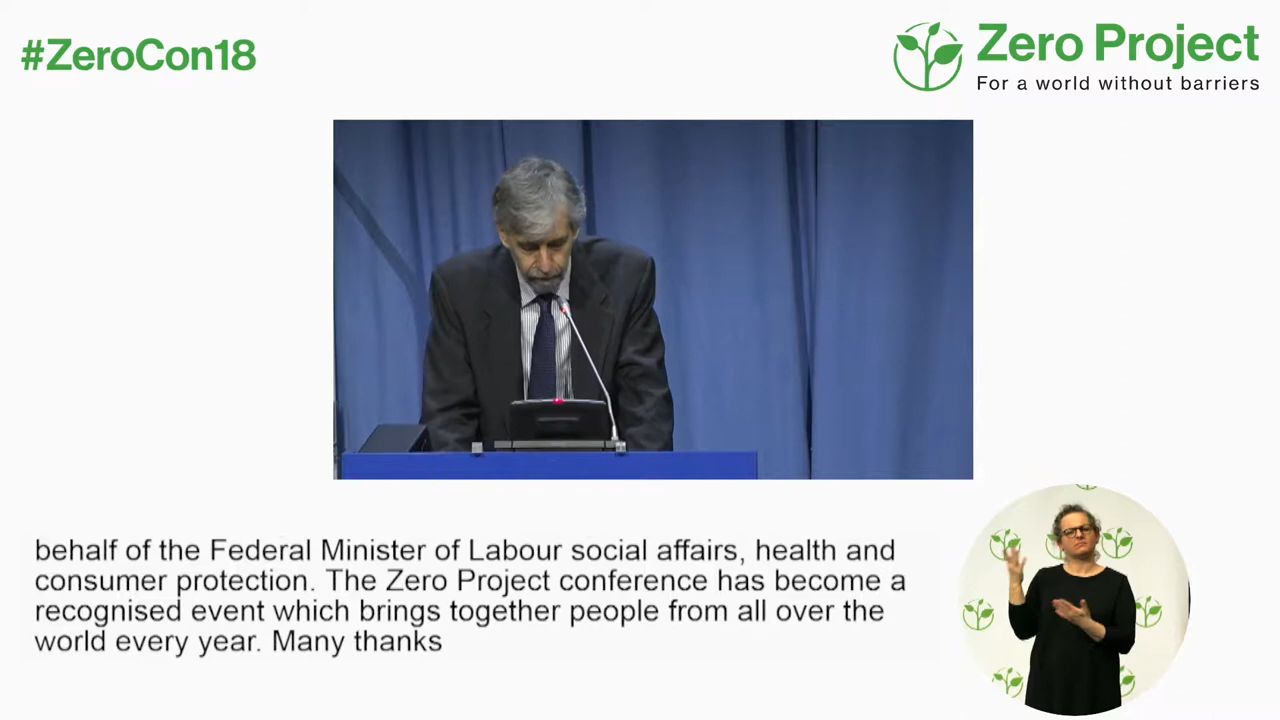 #ZeroCon18
Zero Project
For a world without barriers
behalf of the Federal Minister of Labour social affairs, health and
consumer protection. The Zero Project conference has become a
recognised event which brings together people from all over the
world every year. Many thanks